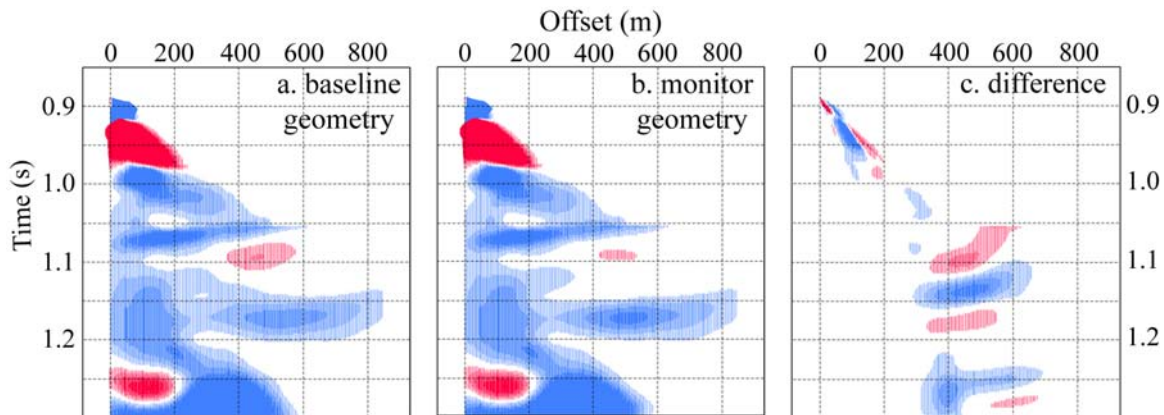 Offset (m)
0 200 400 600 800 0 200 400 600 800 0 200 400 600 800
a. baseline geometry
b. monitor geometry
c. difference
Time (s)
0.9
1.0
1.1
1.2
0.9
1.0
1.1
1.2